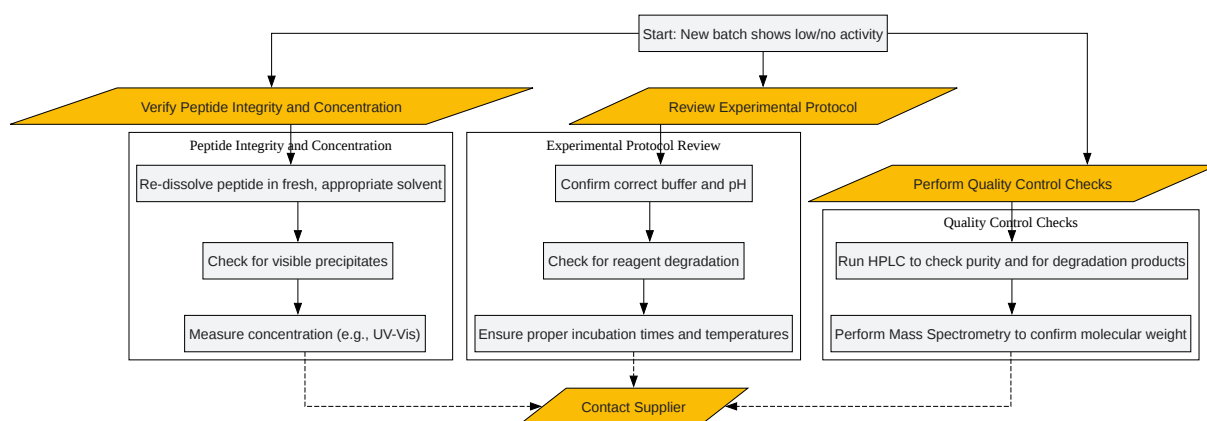 Start: New batch shows low/no activity
Verify Peptide Integrity and Concentration
Review Experimental Protocol
Peptide Integrity and Concentration
Re-dissolve peptide in fresh, appropriate solvent
Check for visible precipitates
Measure concentration (e.g., UV-Vis)
Experimental Protocol Review
Confirm correct buffer and pH
Check for reagent degradation
Ensure proper incubation times and temperatures
Perform Quality Control Checks
Quality Control Checks
Run HPLC to check purity and for degradation products
Perform Mass Spectrometry to confirm molecular weight
Contact Supplier